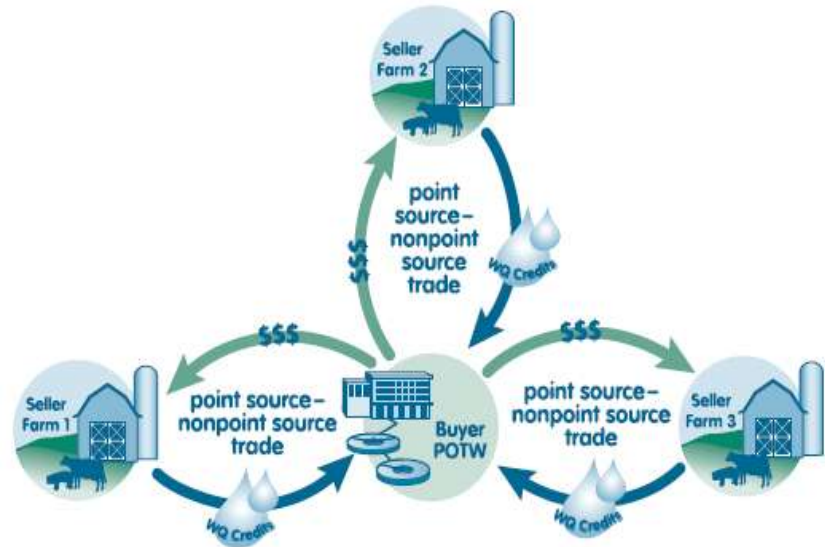 Seller
Farm 2
point
source–
nonpoint
source
trade
$$$
WQ Credits
$$$
$$$
Seller
Farm 1
point source–
nonpoint source
trade
WQ Credits
Buyer
POTW
point source–
nonpoint source
trade
Seller
Farm 3
WQ Credits